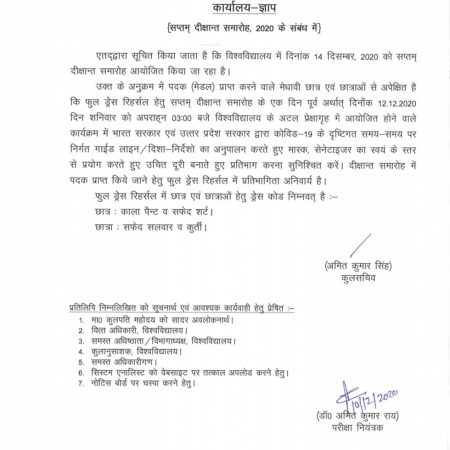 कार्यालय–ज्ञाप
{सप्तम् दीक्षान्त समारोह, 2020 के संबंध में}
एतद्द्वारा सूचित किया जाता है कि विश्वविद्यालय में दिनांक 14 दिसम्बर, 2020 को सप्तम्
दीक्षान्त समारोह आयोजित किया जा रहा है।
उक्त के अनुक्रम में पदक (मेडल) प्राप्त करने वाले मेधावी छात्र एवं छात्राओं से अपेक्षित है
कि फुल ड्रेस रिहर्सल हेतु सप्तम् दीक्षान्त समारोह के एक दिन पूर्व अर्थात् दिनाँक 12.12.2020
दिन शनिवार को अपराह्न 03:00 बजे विश्वविद्यालय के अटल प्रेक्षागृह में आयोजित होने वाले
कार्यक्रम में भारत सरकार एवं उत्तर प्रदेश सरकार द्वारा कोविड–19 के दृष्टिगत समय–समय पर
निर्गत गाईड लाइन/दिशा–निर्देशो का अनुपालन करते हुए मास्क, सेनेटाइजर का स्वयं के स्तर
से प्रयोग करते हुए उचित दूरी बनाते हुए प्रतिभाग करना सुनिश्चित करें। दीक्षान्त समारोह में
पदक प्राप्त किये जाने हेतु फुल ड्रेस रिहर्सल में प्रतिभागिता अनिवार्य है।
फुल ड्रेस रिहर्सल में छात्र एवं छात्राओं हेतु ड्रेस कोड निम्नवत् है :–
छात्र : काला पैन्ट व सफेद शर्ट।
छात्रा : सफेद सलवार व कुर्ती।
(अमित कुमार सिंह)
कुलसचिव
प्रतिलिपि निम्नलिखित को सूचनार्थ एवं आवश्यक कार्यवाही हेतु प्रेषित :–
1. मा0 कुलपति महोदय को सादर अवलोकनार्थ।
2. वित्त अधिकारी, विश्वविद्यालय।
3. समस्त अधिष्ठाता/विभागाध्यक्ष, विश्वविद्यालय।
4. कुलानुशासक, विश्वविद्यालय।
5. समस्त अधिकारीगण।
6. सिस्टम एनालिस्ट को वेबसाइट पर तत्काल अपलोड करने हेतु।
7. नोटिस बोर्ड पर चस्पा करने हेतु।
10/12/2020
(डॉ0 अमित कुमार राय)
परीक्षा नियंत्रक